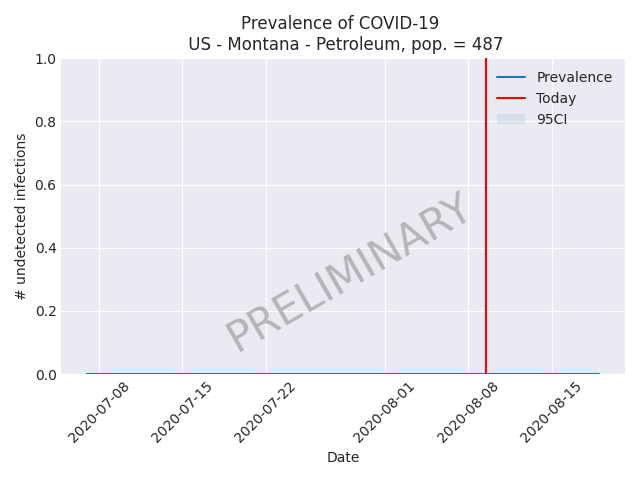 Prevalence of COVID-19
US - Montana - Petroleum, pop. = 487
Prevalence
Today
95CI
1.0
0.8
0.6
0.4
0.2
0.0
# undetected infections
PRELIMINARY
2020-07-08
2020-07-15
2020-07-22
2020-08-01
2020-08-08
2020-08-15
Date